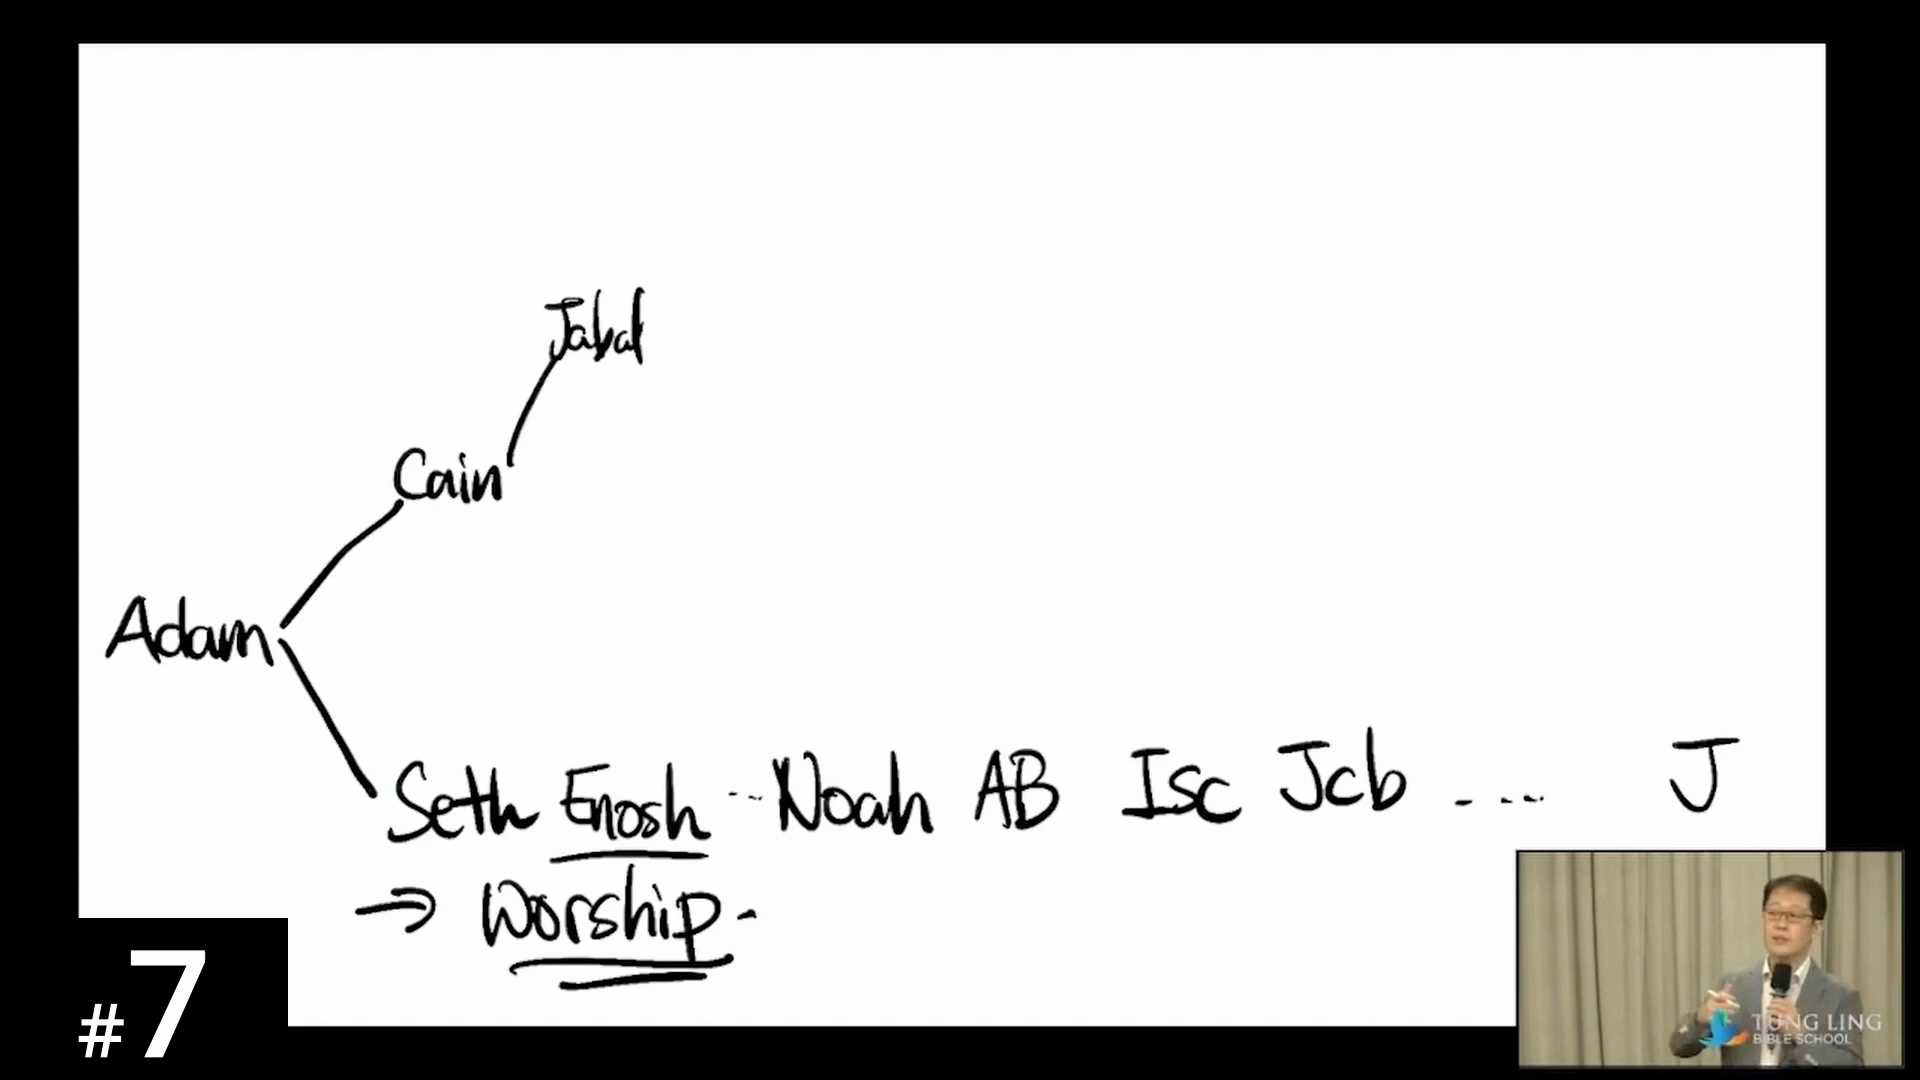 Jabal
Cain
Adam
Seth Enosh ... Noah AB Isc Jcb .... J
→ Worship.
#7
TUNG LING
BIBLE SCHOOL